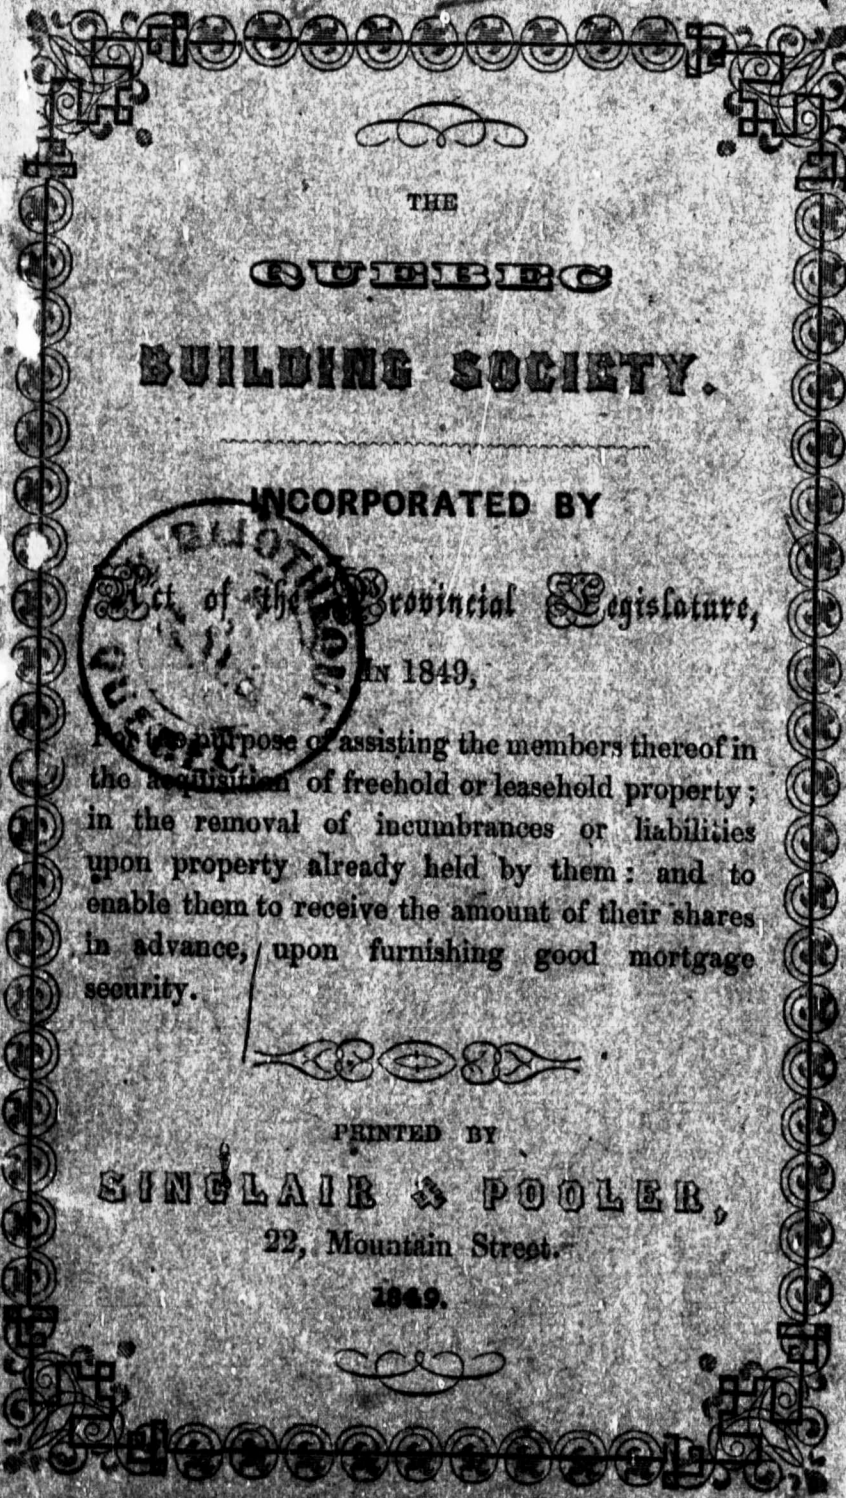 THE
QUEBEC
BUILDING SOCIETY.
INCORPORATED BY
Act of the Provincial Legislature,
IN 1849,
For the purpose of assisting the members thereof in
the acquisition of freehold or leasehold property;
in the removal of incumbrances or liabilities
upon property already held by them: and to
enable them to receive the amount of their shares
in advance, upon furnishing good mortgage
security.
PRINTED BY
SINCLAIR & POOLER,
22, Mountain Street.
1849.
BIBLIOTHEQUE
QUEBEC